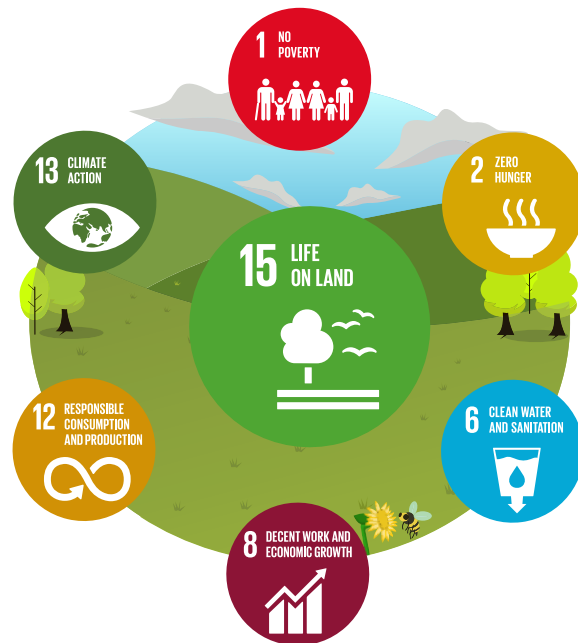 1 NO
POVERTY
13 CLIMATE
ACTION
2 ZERO
HUNGER
15 LIFE
ON LAND
12 RESPONSIBLE
CONSUMPTION
AND PRODUCTION
6 CLEAN WATER
AND SANITATION
8 DECENT WORK AND
ECONOMIC GROWTH